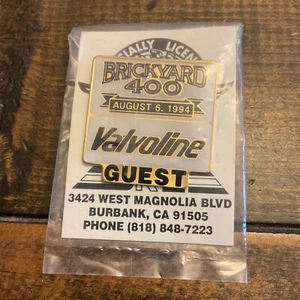 BRICKYARD
400
AUGUST 6, 1994
Valvoline
GUEST
3424 WEST MAGNOLIA BLVD
BURBANK, CA 91505
PHONE (818) 848-7223